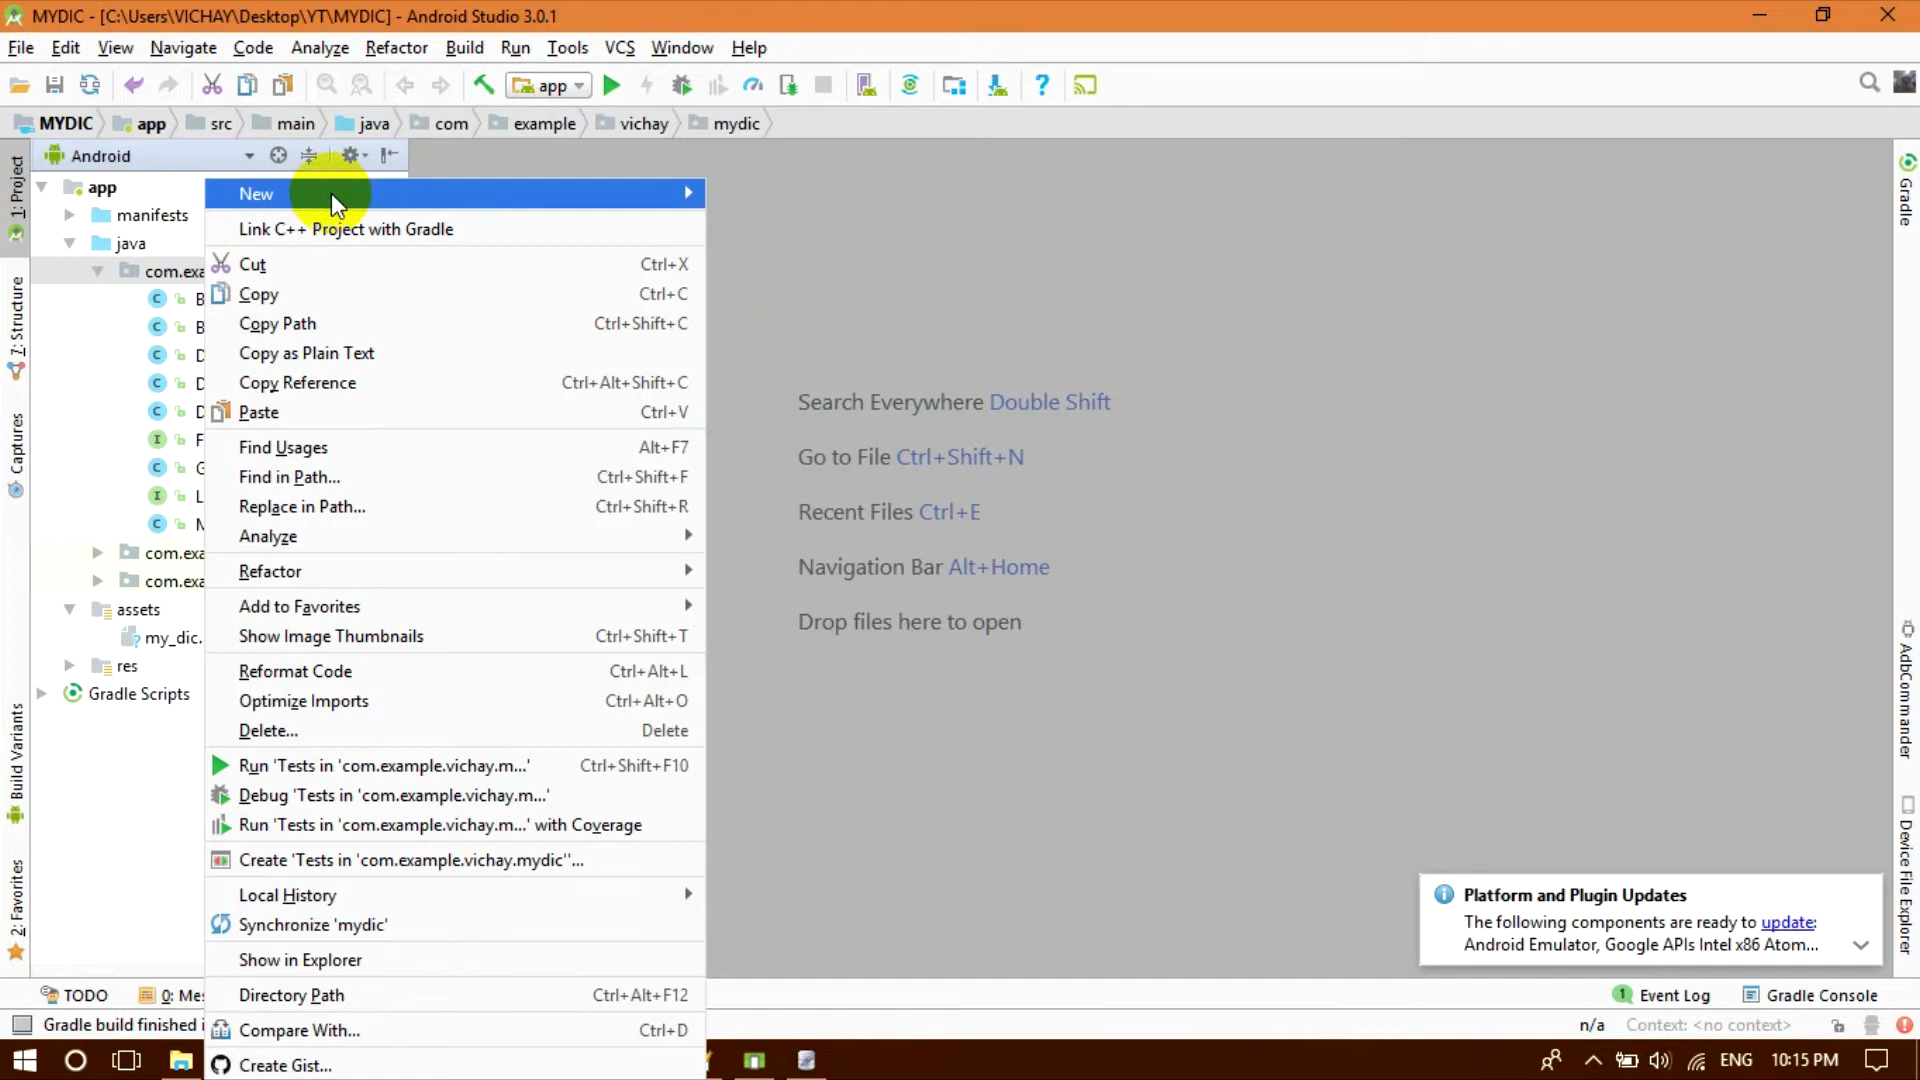 MYDIC - [C:\Users\VICHAY\Desktop\YT\MYDIC] - Android Studio 3.0.1
File Edit View Navigate Code Analyze Refactor Build Run Tools VCS Window Help
app
MYDIC app src main java com example vichay mydic
Android
1: Project
7: Structure
Captures
Build Variants
2: Favorites
app
manifests
java
com.exa
B
B
D
D
D
F
G
L
N
com.exa
com.exa
assets
my_dic.
res
Gradle Scripts
New
Link C++ Project with Gradle
Cut Ctrl+X
Copy Ctrl+C
Copy Path Ctrl+Shift+C
Copy as Plain Text
Copy Reference Ctrl+Alt+Shift+C
Paste Ctrl+V
Find Usages Alt+F7
Find in Path... Ctrl+Shift+F
Replace in Path... Ctrl+Shift+R
Analyze
Refactor
Add to Favorites
Show Image Thumbnails Ctrl+Shift+T
Reformat Code Ctrl+Alt+L
Optimize Imports Ctrl+Alt+O
Delete... Delete
Run 'Tests in 'com.example.vichay.m...' Ctrl+Shift+F10
Debug 'Tests in 'com.example.vichay.m...'
Run 'Tests in 'com.example.vichay.m...' with Coverage
Create 'Tests in 'com.example.vichay.mydic''...
Local History
Synchronize 'mydic'
Show in Explorer
Directory Path Ctrl+Alt+F12
Compare With... Ctrl+D
Create Gist...
Search Everywhere Double Shift
Go to File Ctrl+Shift+N
Recent Files Ctrl+E
Navigation Bar Alt+Home
Drop files here to open
Gradle
AdbCommander
Device File Explorer
Platform and Plugin Updates
The following components are ready to update:
Android Emulator, Google APIs Intel x86 Atom...
TODO 0: Mes
1 Event Log Gradle Console
Gradle build finished i
n/a Context: <no context>
ENG 10:15 PM